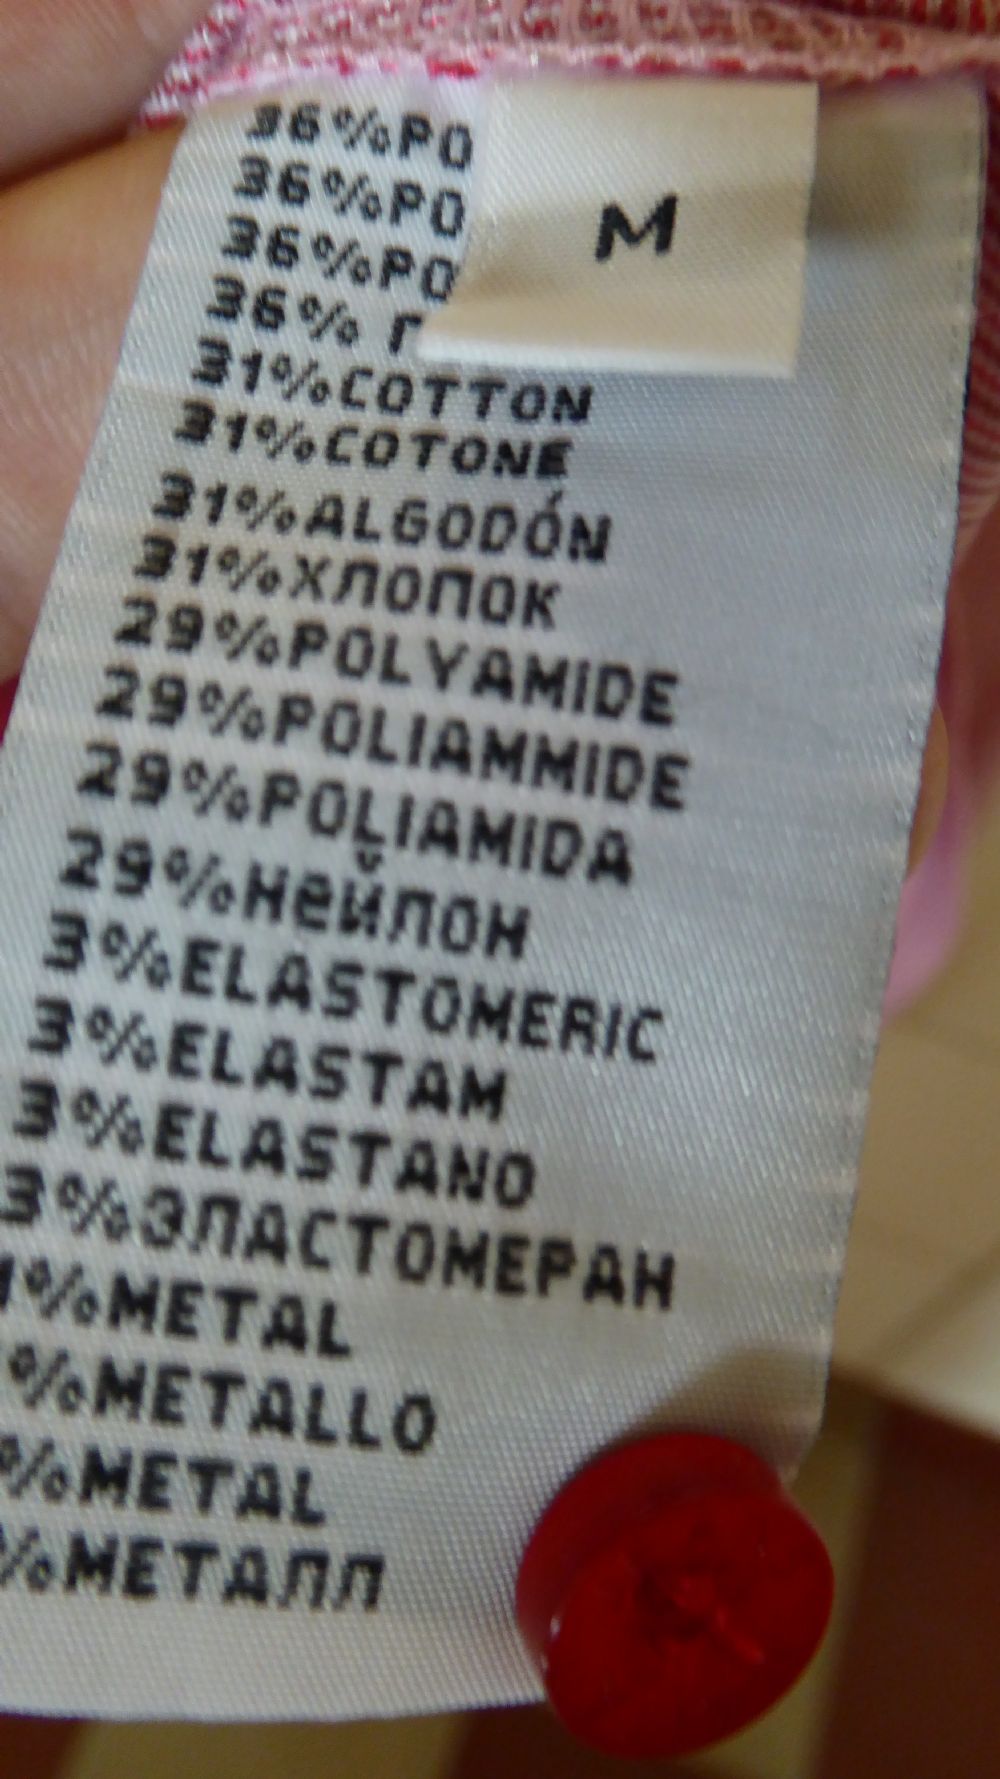 36%PO
36%PO
36%PO
36% П
M
31%COTTON
31%COTONE
31%ALGODÓN
31%ХЛОПОК
29%POLYAMIDE
29%POLIAMMIDE
29%POLIAMIDA
29%Нейлон
3%ELASTOMERIC
3%ELASTAM
3%ELASTANO
3%ЭЛАСТОМЕРАН
1%METAL
%METALLO
%METAL
%МЕТАЛЛ